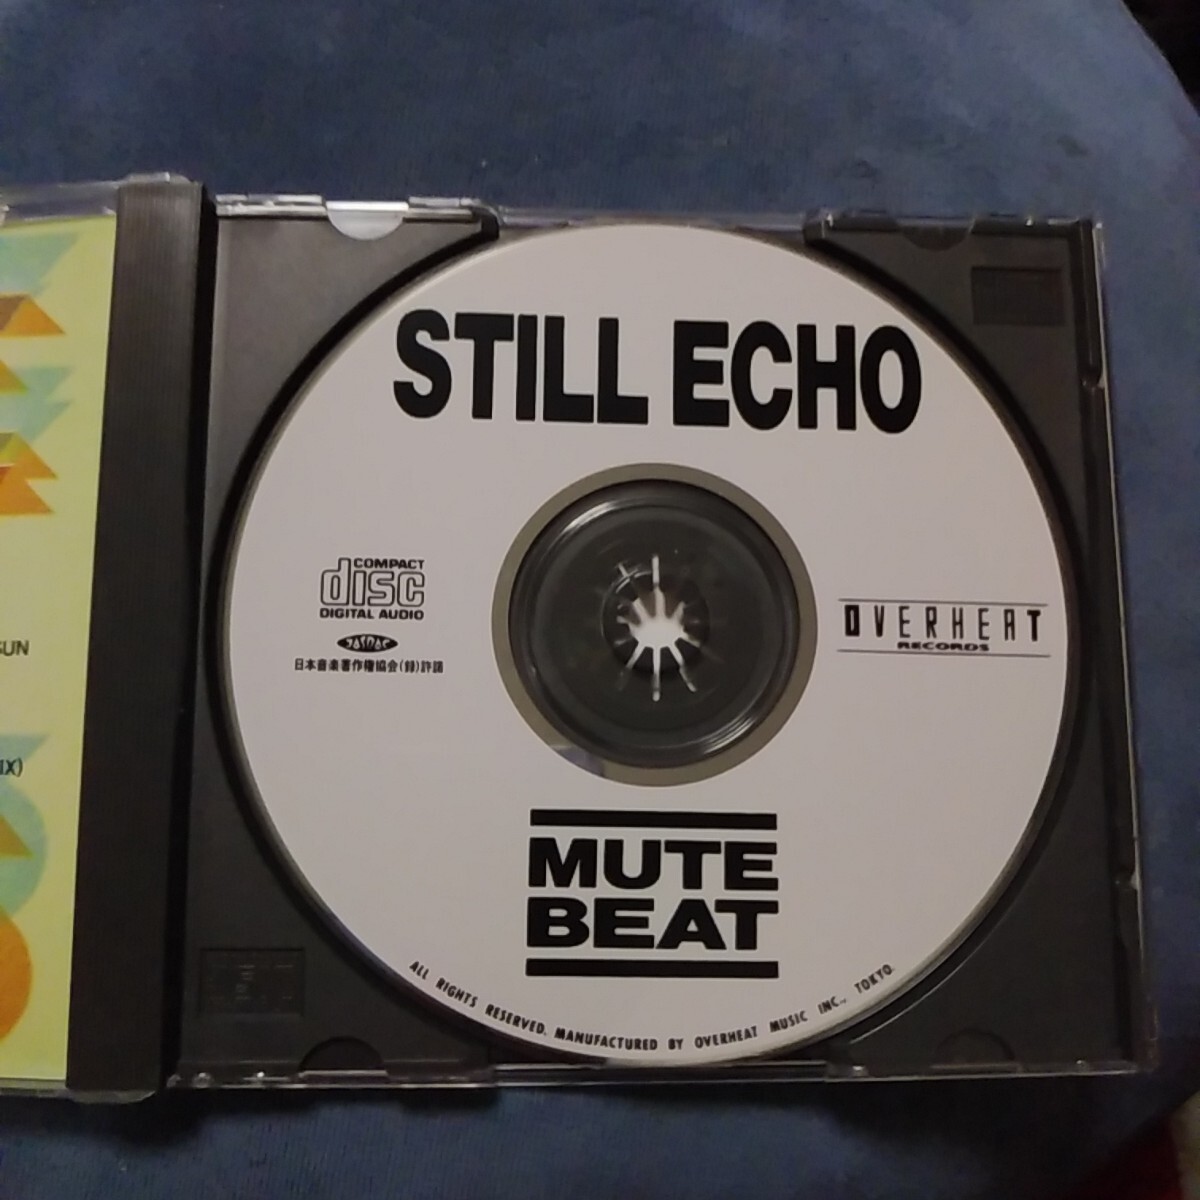 STILL ECHO
COMPACT
disc
DIGITAL AUDIO
JASRAC
日本音楽著作権協会(録)許諾
OVERHEAT
RECORDS
SUN
IX)
MUTE
BEAT
ALL RIGHTS RESERVED. MANUFACTURED BY OVERHEAT MUSIC INC., TOKYO.